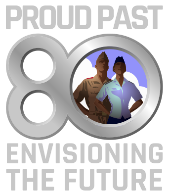 PROUD PAST
80
ENVISIONING
THE FUTURE